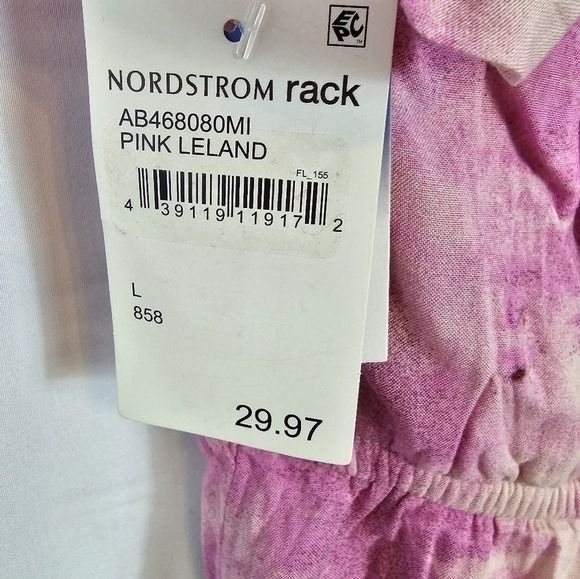 EPC
NORDSTROM rack
AB468080MI
PINK LELAND
FL_155
4 39119 11917 2
L
858
29.97